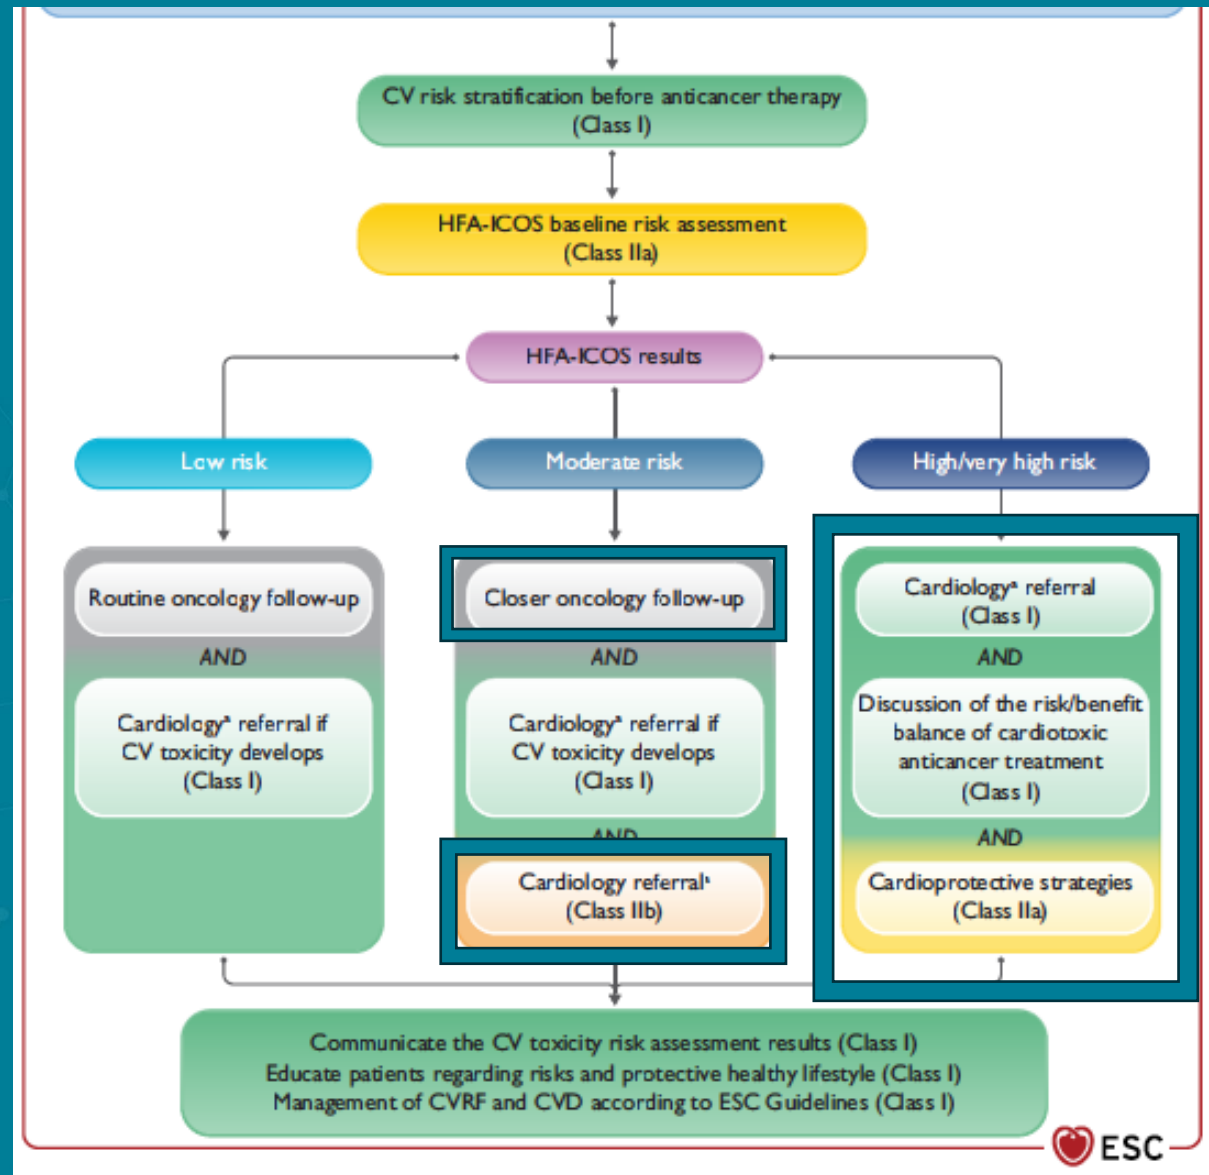 CV risk stratification before anticancer therapy
(Class I)
HFA-ICOS baseline risk assessment
(Class IIa)
HFA-ICOS results
Low risk
Moderate risk
High/very high risk
Routine oncology follow-up
AND
Cardiologyᵃ referral if
CV toxicity develops
(Class I)
Closer oncology follow-up
AND
Cardiologyᵃ referral if
CV toxicity develops
(Class I)
AND
Cardiology referralᵃ
(Class IIb)
Cardiologyᵃ referral
(Class I)
AND
Discussion of the risk/benefit
balance of cardiotoxic
anticancer treatment
(Class I)
AND
Cardioprotective strategies
(Class IIa)
Communicate the CV toxicity risk assessment results (Class I)
Educate patients regarding risks and protective healthy lifestyle (Class I)
Management of CVRF and CVD according to ESC Guidelines (Class I)
ESC